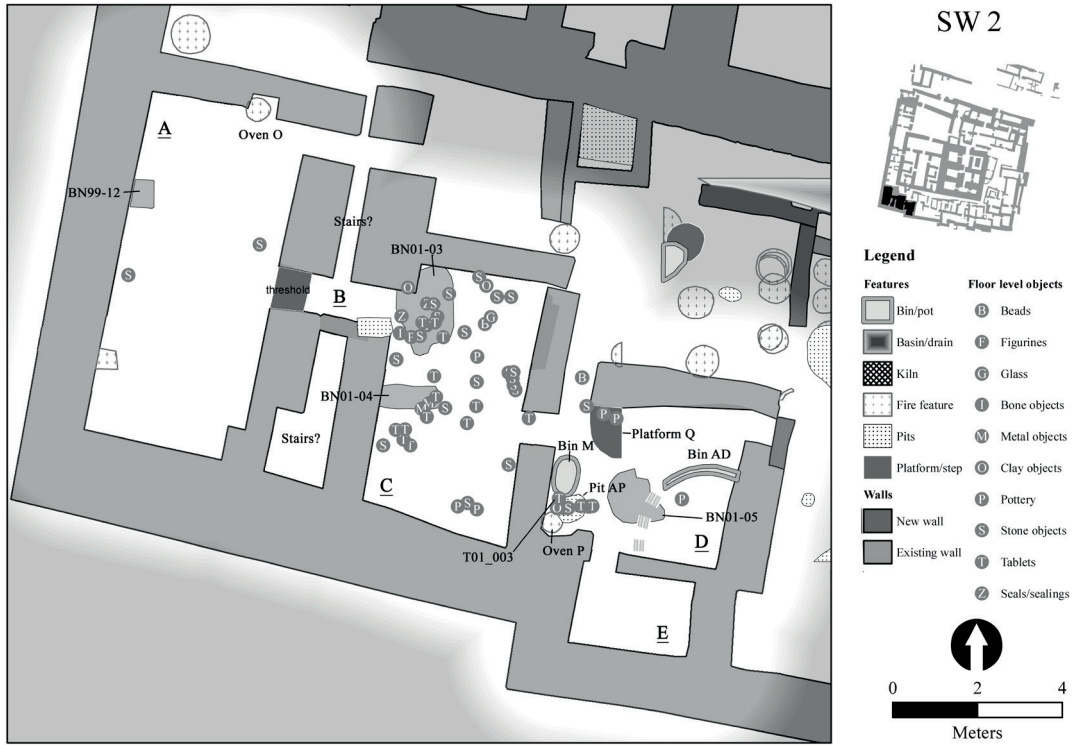 SW 2
A
Oven O
BN99-12
Stairs?
BN01-03
threshold
B
BN01-04
Stairs?
C
Platform Q
Bin M
Bin AD
Pit AP
BN01-05
D
T01_003
Oven P
E
S
S
O
S
O
S
S
S
Z
S
Z
T
T
I
F
S
T
S
G
S
P
S
T
S
T
M
M
T
S
T
T
T
T
T
T
S
S
P
S
P
S
S
S
T
B
S
P
P
T
O
S
T
T
P
Legend
Features
Bin/pot
Basin/drain
Kiln
Fire feature
Pits
Platform/step
Walls
New wall
Existing wall
Floor level objects
B Beads
F Figurines
G Glass
I Bone objects
M Metal objects
O Clay objects
P Pottery
S Stone objects
T Tablets
Z Seals/sealings
0 2 4
Meters